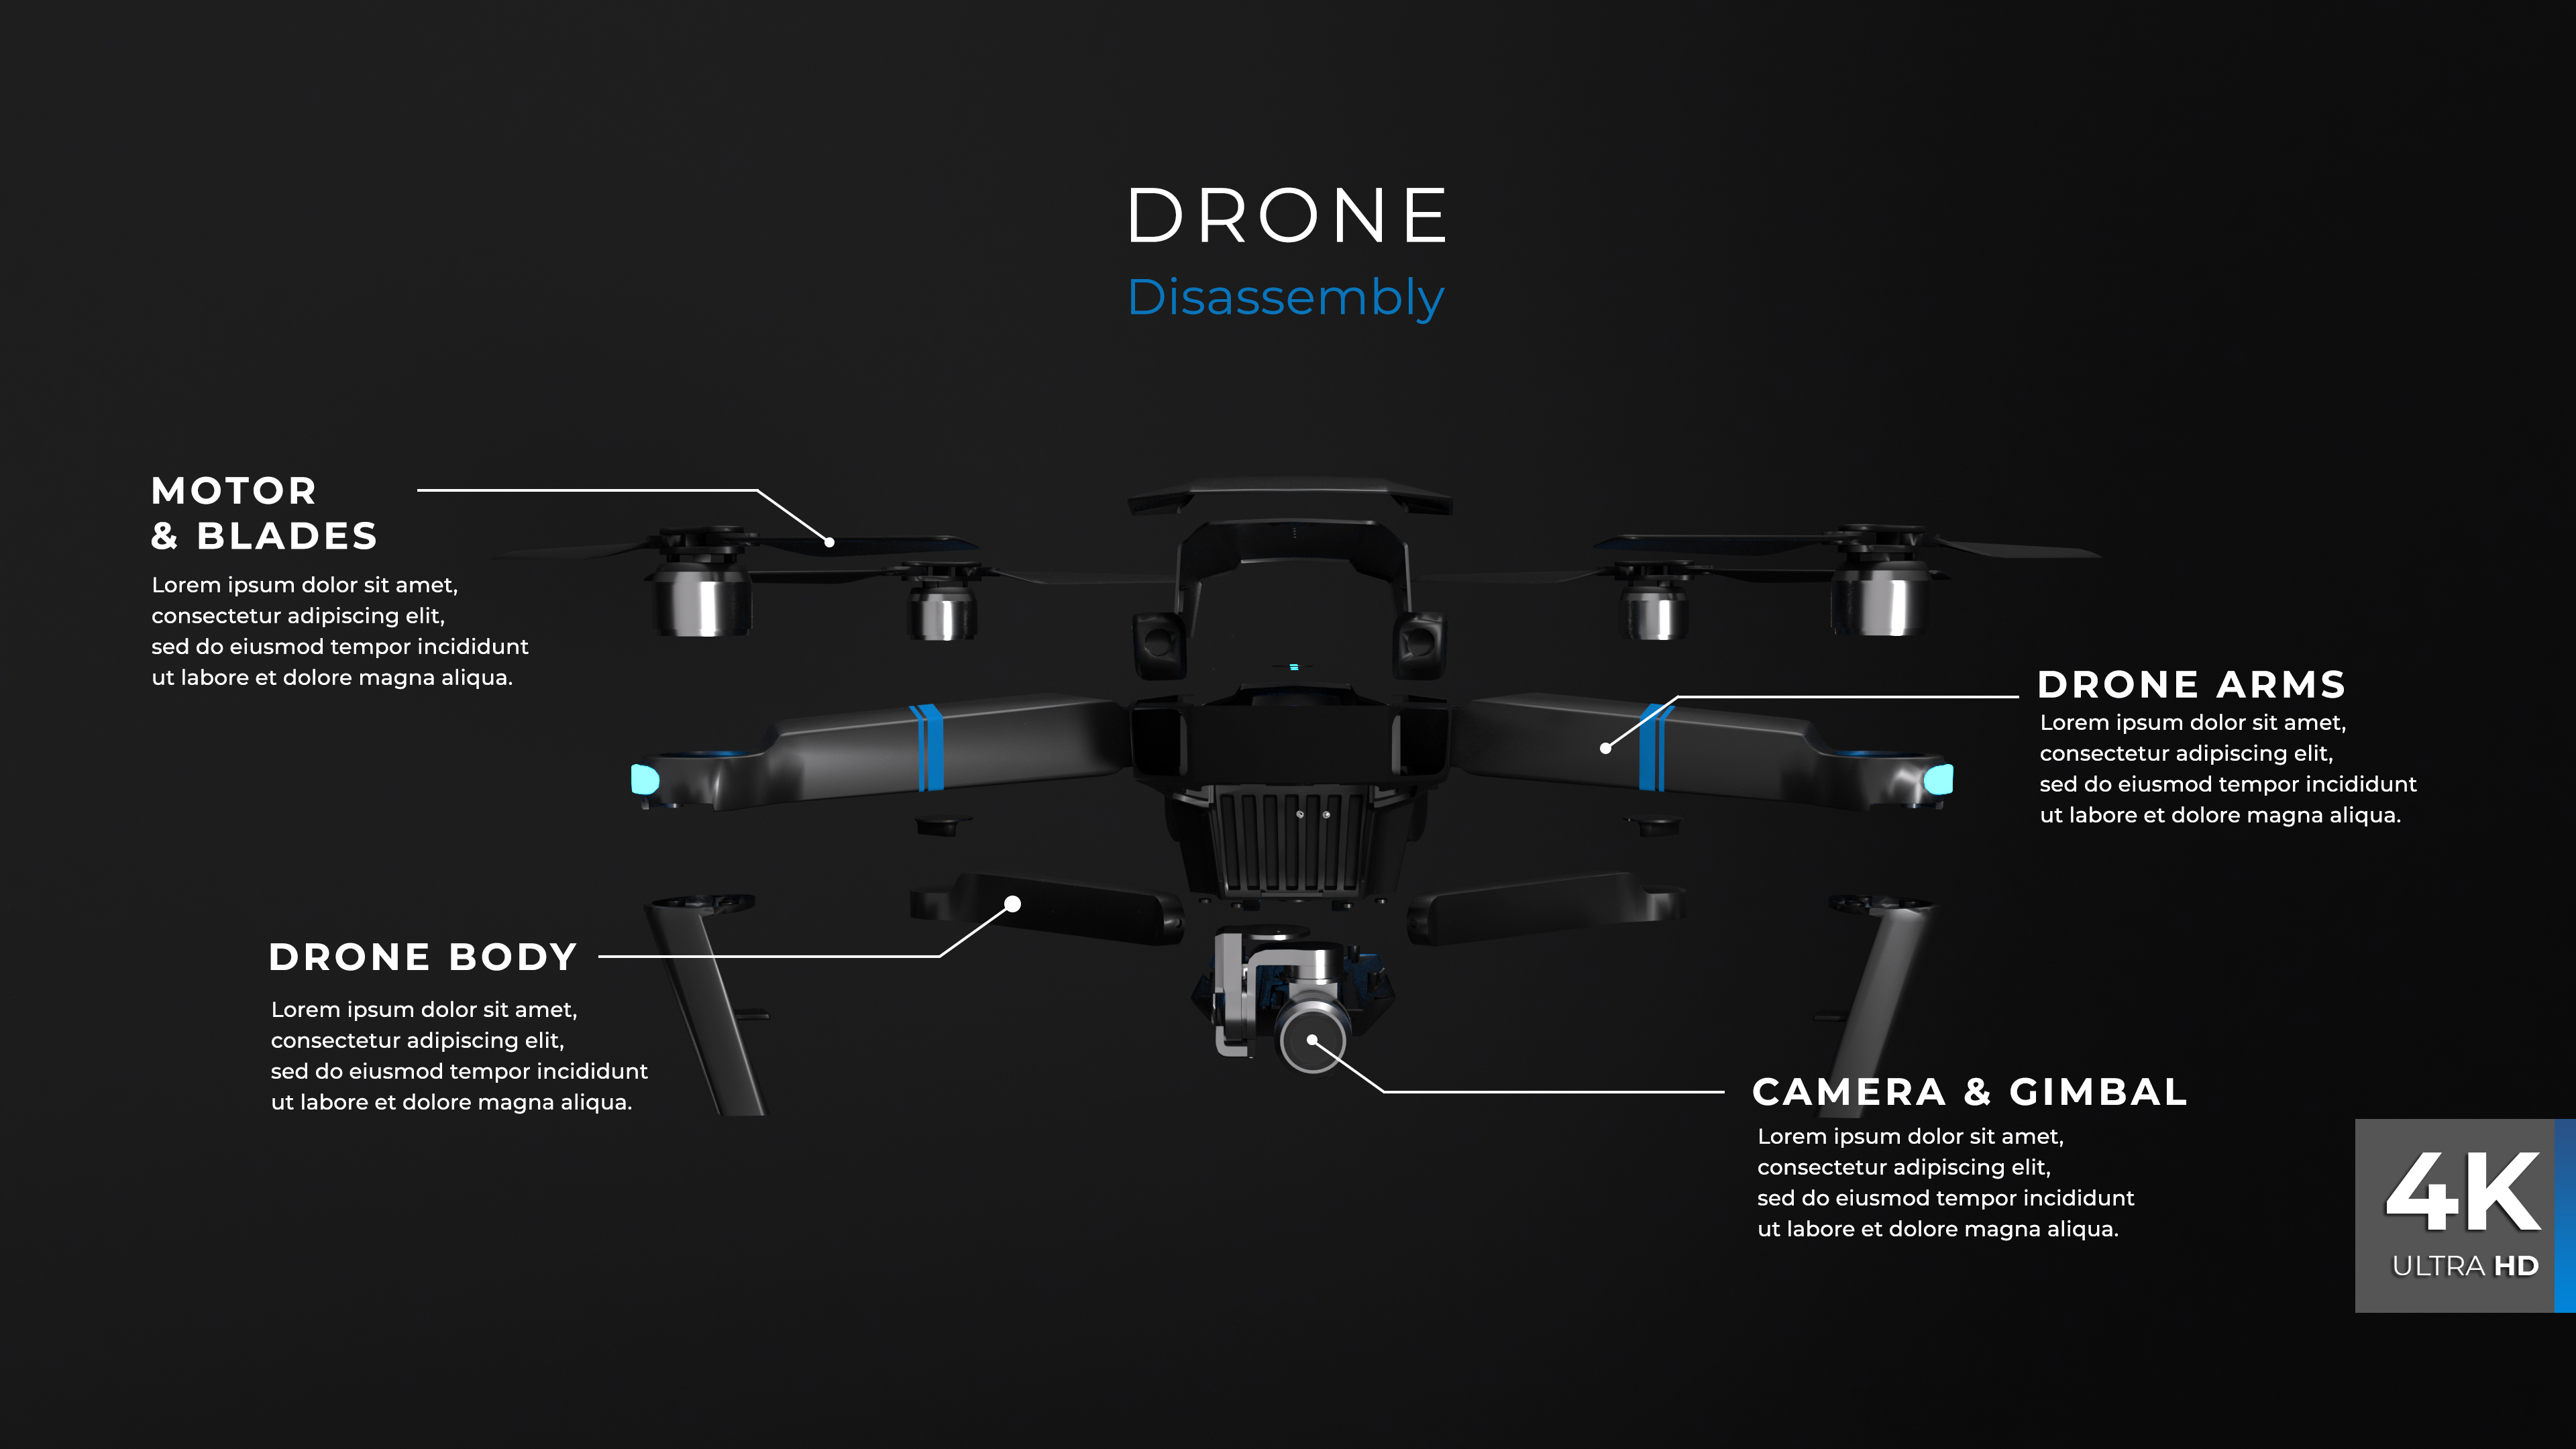 DRONE
Disassembly
MOTOR
& BLADES
Lorem ipsum dolor sit amet,
consectetur adipiscing elit,
sed do eiusmod tempor incididunt
ut labore et dolore magna aliqua.
DRONE ARMS
Lorem ipsum dolor sit amet,
consectetur adipiscing elit,
sed do eiusmod tempor incididunt
ut labore et dolore magna aliqua.
DRONE BODY
Lorem ipsum dolor sit amet,
consectetur adipiscing elit,
sed do eiusmod tempor incididunt
ut labore et dolore magna aliqua.
CAMERA & GIMBAL
Lorem ipsum dolor sit amet,
consectetur adipiscing elit,
sed do eiusmod tempor incididunt
ut labore et dolore magna aliqua.
4K
ULTRA HD